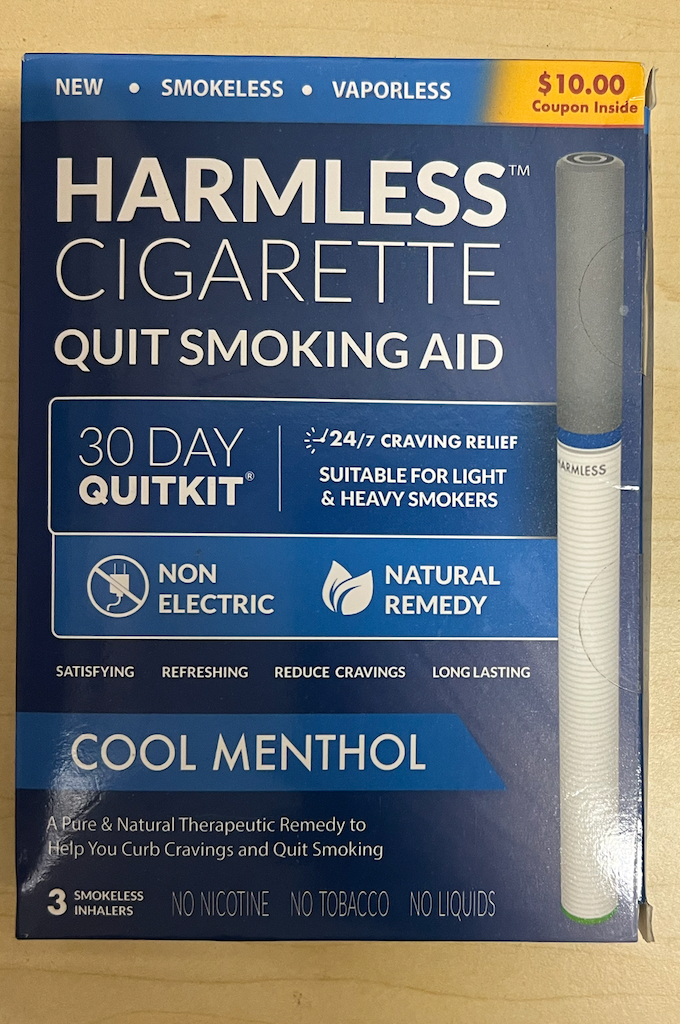 NEW • SMOKELESS • VAPORLESS
$10.00
Coupon Inside
HARMLESS™
CIGARETTE
QUIT SMOKING AID
30 DAY
QUITKIT®
24/7 CRAVING RELIEF
SUITABLE FOR LIGHT
& HEAVY SMOKERS
HARMLESS
NON
ELECTRIC
NATURAL
REMEDY
SATISFYING REFRESHING REDUCE CRAVINGS LONG LASTING
COOL MENTHOL
A Pure & Natural Therapeutic Remedy to
Help You Curb Cravings and Quit Smoking
3 SMOKELESS
INHALERS
NO NICOTINE NO TOBACCO NO LIQUIDS